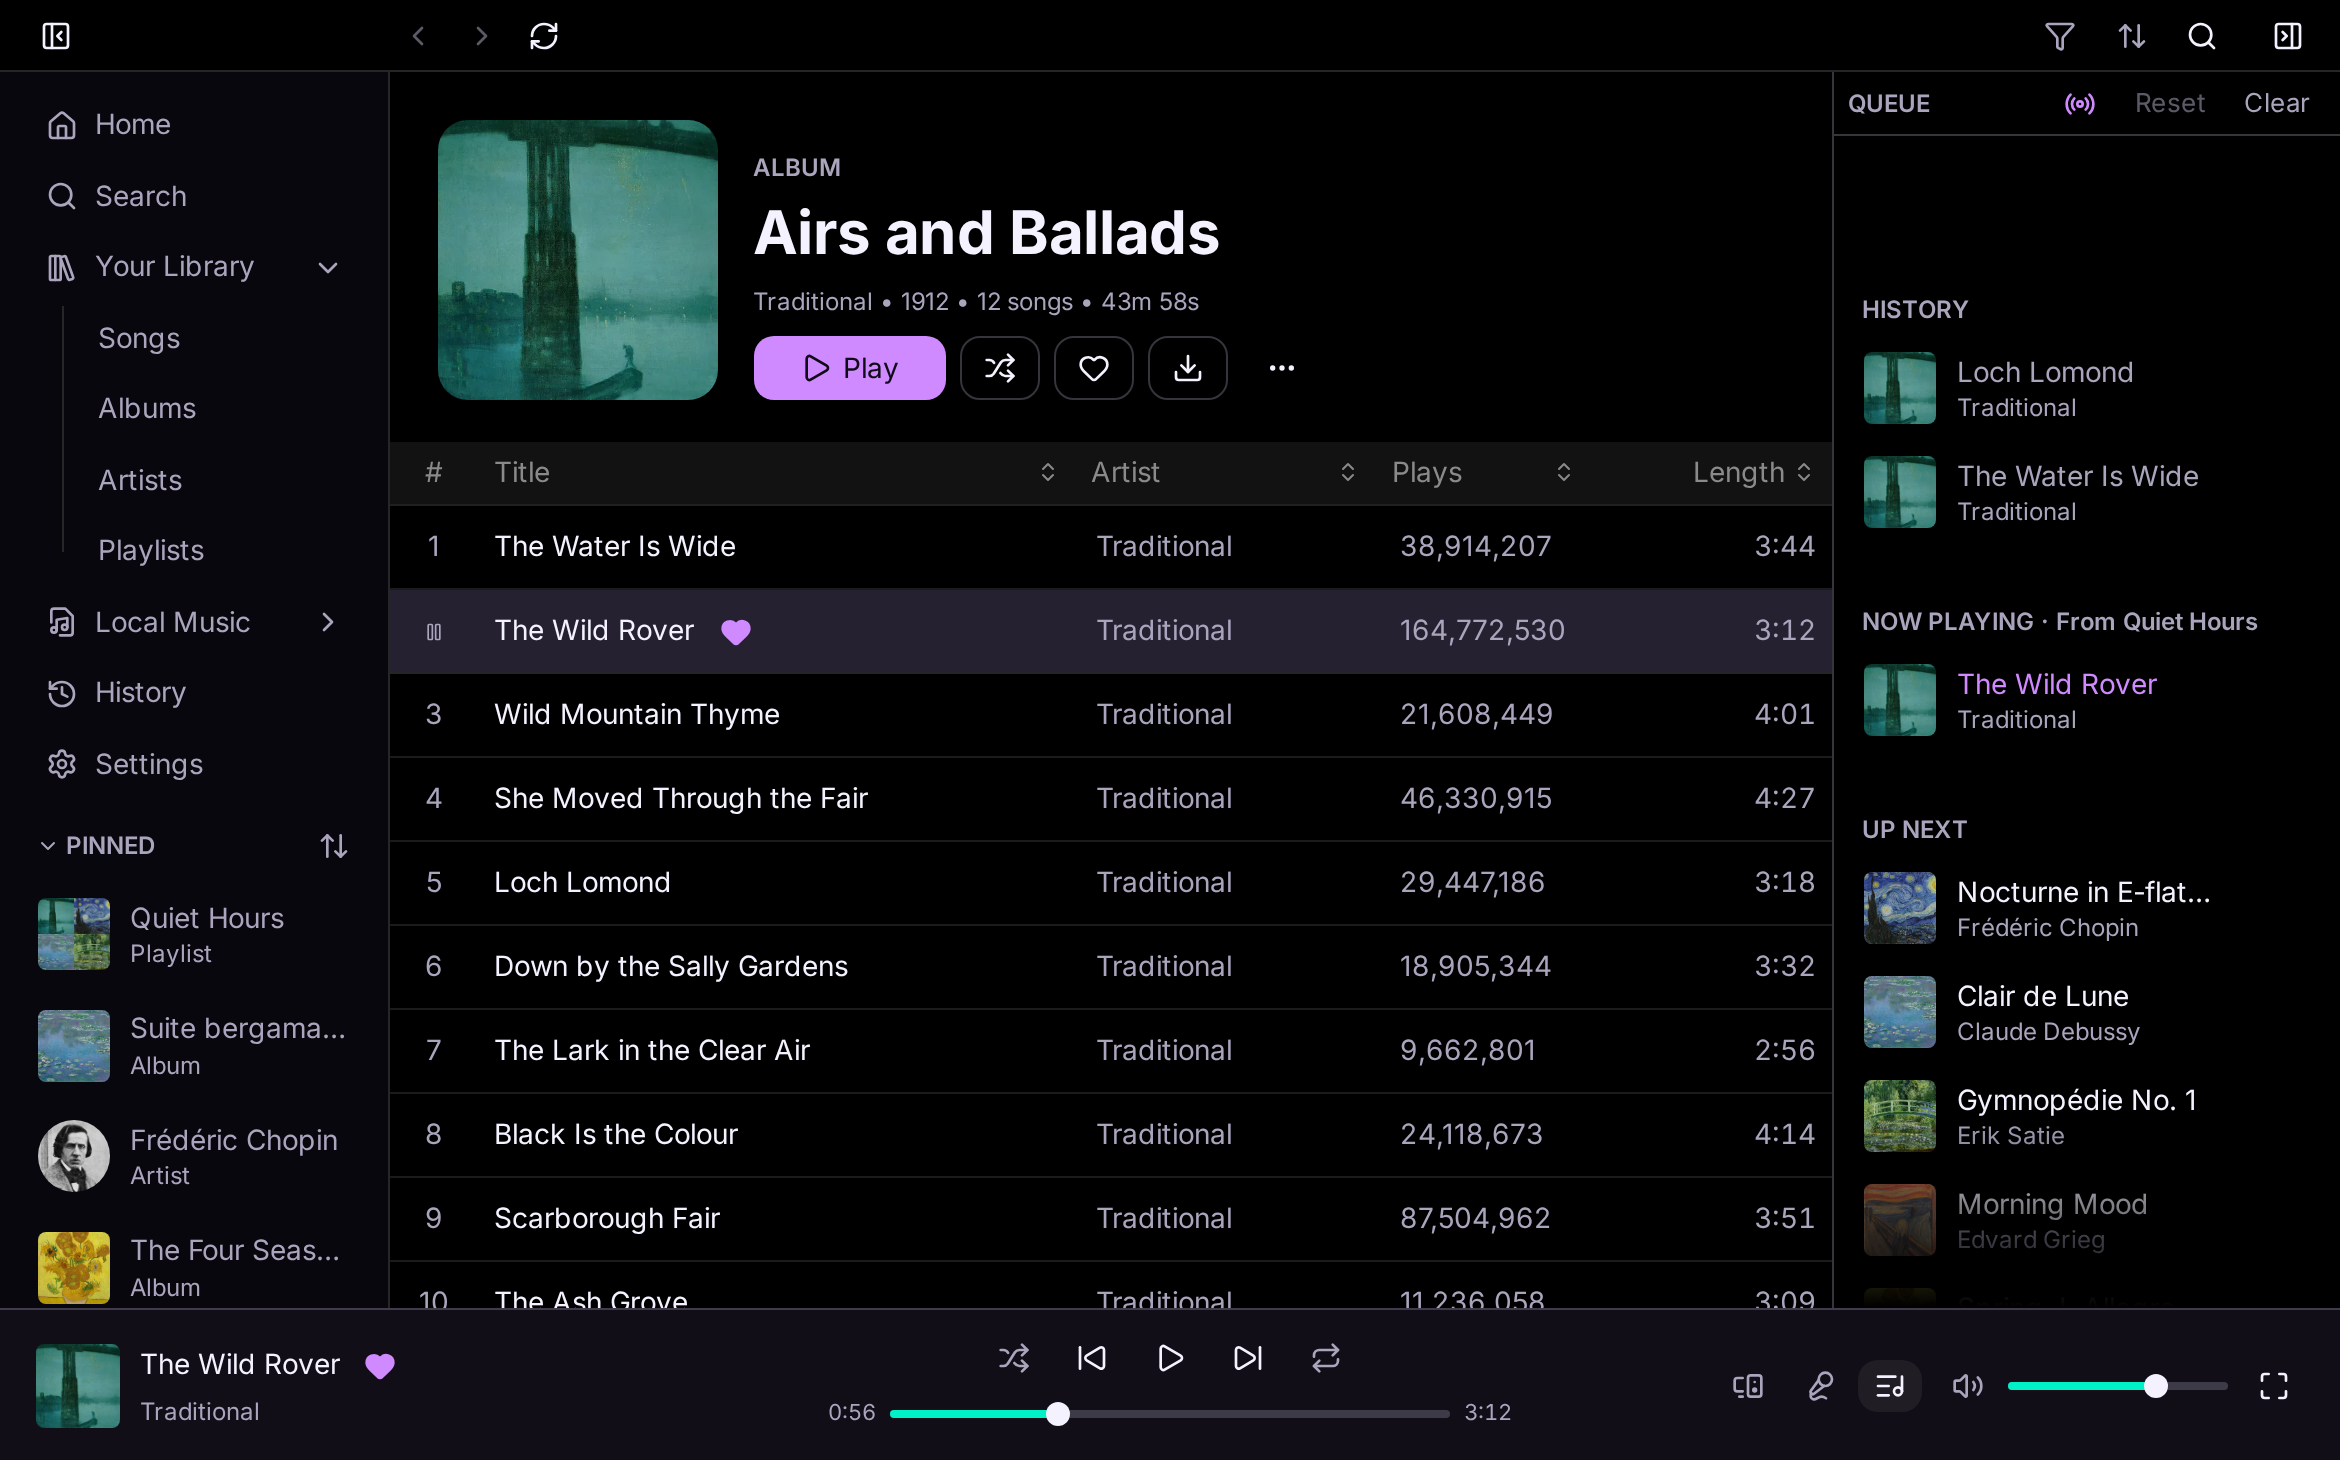 Home
Search
Your Library
Songs
Albums
Artists
Playlists
Local Music
History
Settings
PINNED
Quiet Hours
Playlist
Suite bergama...
Album
Frédéric Chopin
Artist
The Four Seas...
Album
ALBUM
Airs and Ballads
Traditional • 1912 • 12 songs • 43m 58s
Play
# Title Artist Plays Length
1 The Water Is Wide Traditional 38,914,207 3:44
The Wild Rover Traditional 164,772,530 3:12
3 Wild Mountain Thyme Traditional 21,608,449 4:01
4 She Moved Through the Fair Traditional 46,330,915 4:27
5 Loch Lomond Traditional 29,447,186 3:18
6 Down by the Sally Gardens Traditional 18,905,344 3:32
7 The Lark in the Clear Air Traditional 9,662,801 2:56
8 Black Is the Colour Traditional 24,118,673 4:14
9 Scarborough Fair Traditional 87,504,962 3:51
10 The Ash Grove Traditional 11,236,058 3:09
QUEUE Reset Clear
HISTORY
Loch Lomond
Traditional
The Water Is Wide
Traditional
NOW PLAYING · From Quiet Hours
The Wild Rover
Traditional
UP NEXT
Nocturne in E-flat...
Frédéric Chopin
Clair de Lune
Claude Debussy
Gymnopédie No. 1
Erik Satie
Morning Mood
Edvard Grieg
The Wild Rover
Traditional
0:56 3:12